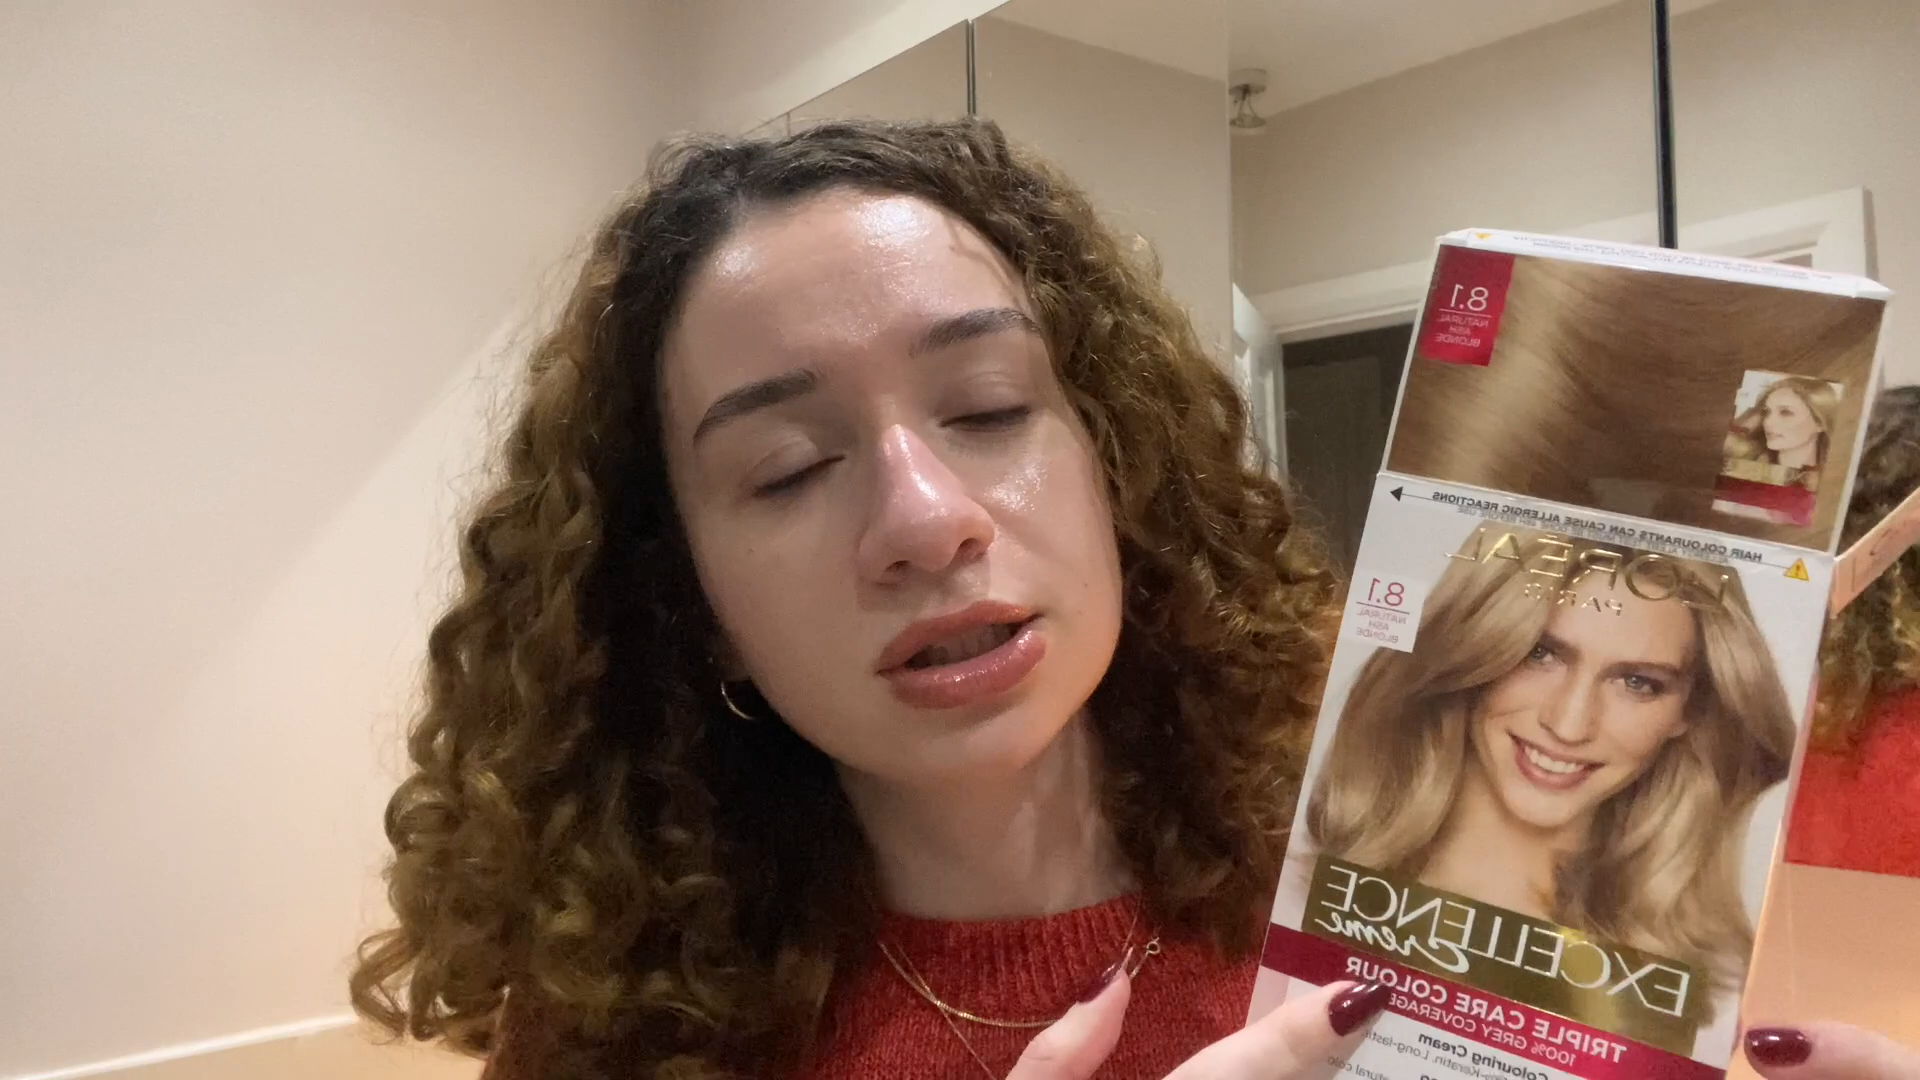 8.1
NATURAL
ASH
BLONDE
HAIR COLOURANTS CAN CAUSE ALLERGIC REACTIONS
L'ORÉAL
PARIS
8.1
NATURAL
ASH
BLONDE
EXCELLENCE
Creme
TRIPLE CARE COLOUR
100% GREY COVERAGE
Colouring Cream